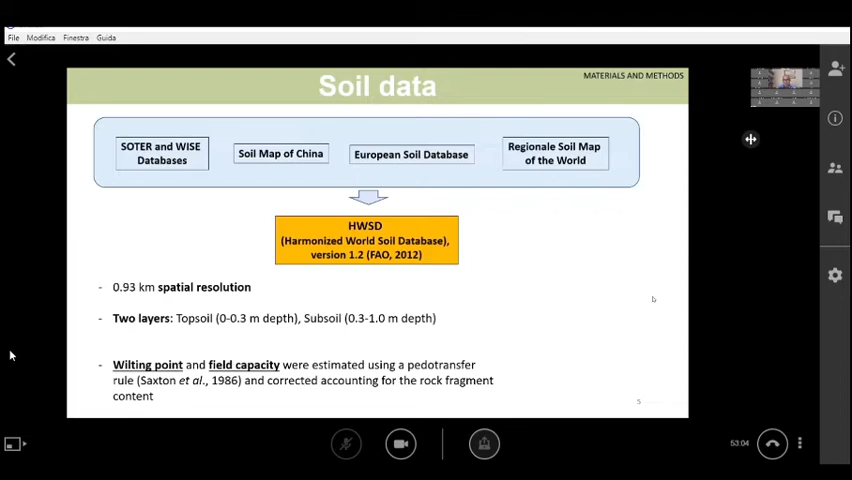 File Modifica Finestra Guida
MATERIALS AND METHODS
Soil data
SOTER and WISE
Databases
Soil Map of China
European Soil Database
Regionale Soil Map
of the World
HWSD
(Harmonized World Soil Database),
version 1.2 (FAO, 2012)
- 0.93 km spatial resolution
- Two layers: Topsoil (0-0.3 m depth), Subsoil (0.3-1.0 m depth)
- Wilting point and field capacity were estimated using a pedotransfer
rule (Saxton et al., 1986) and corrected accounting for the rock fragment
content
5
53:04